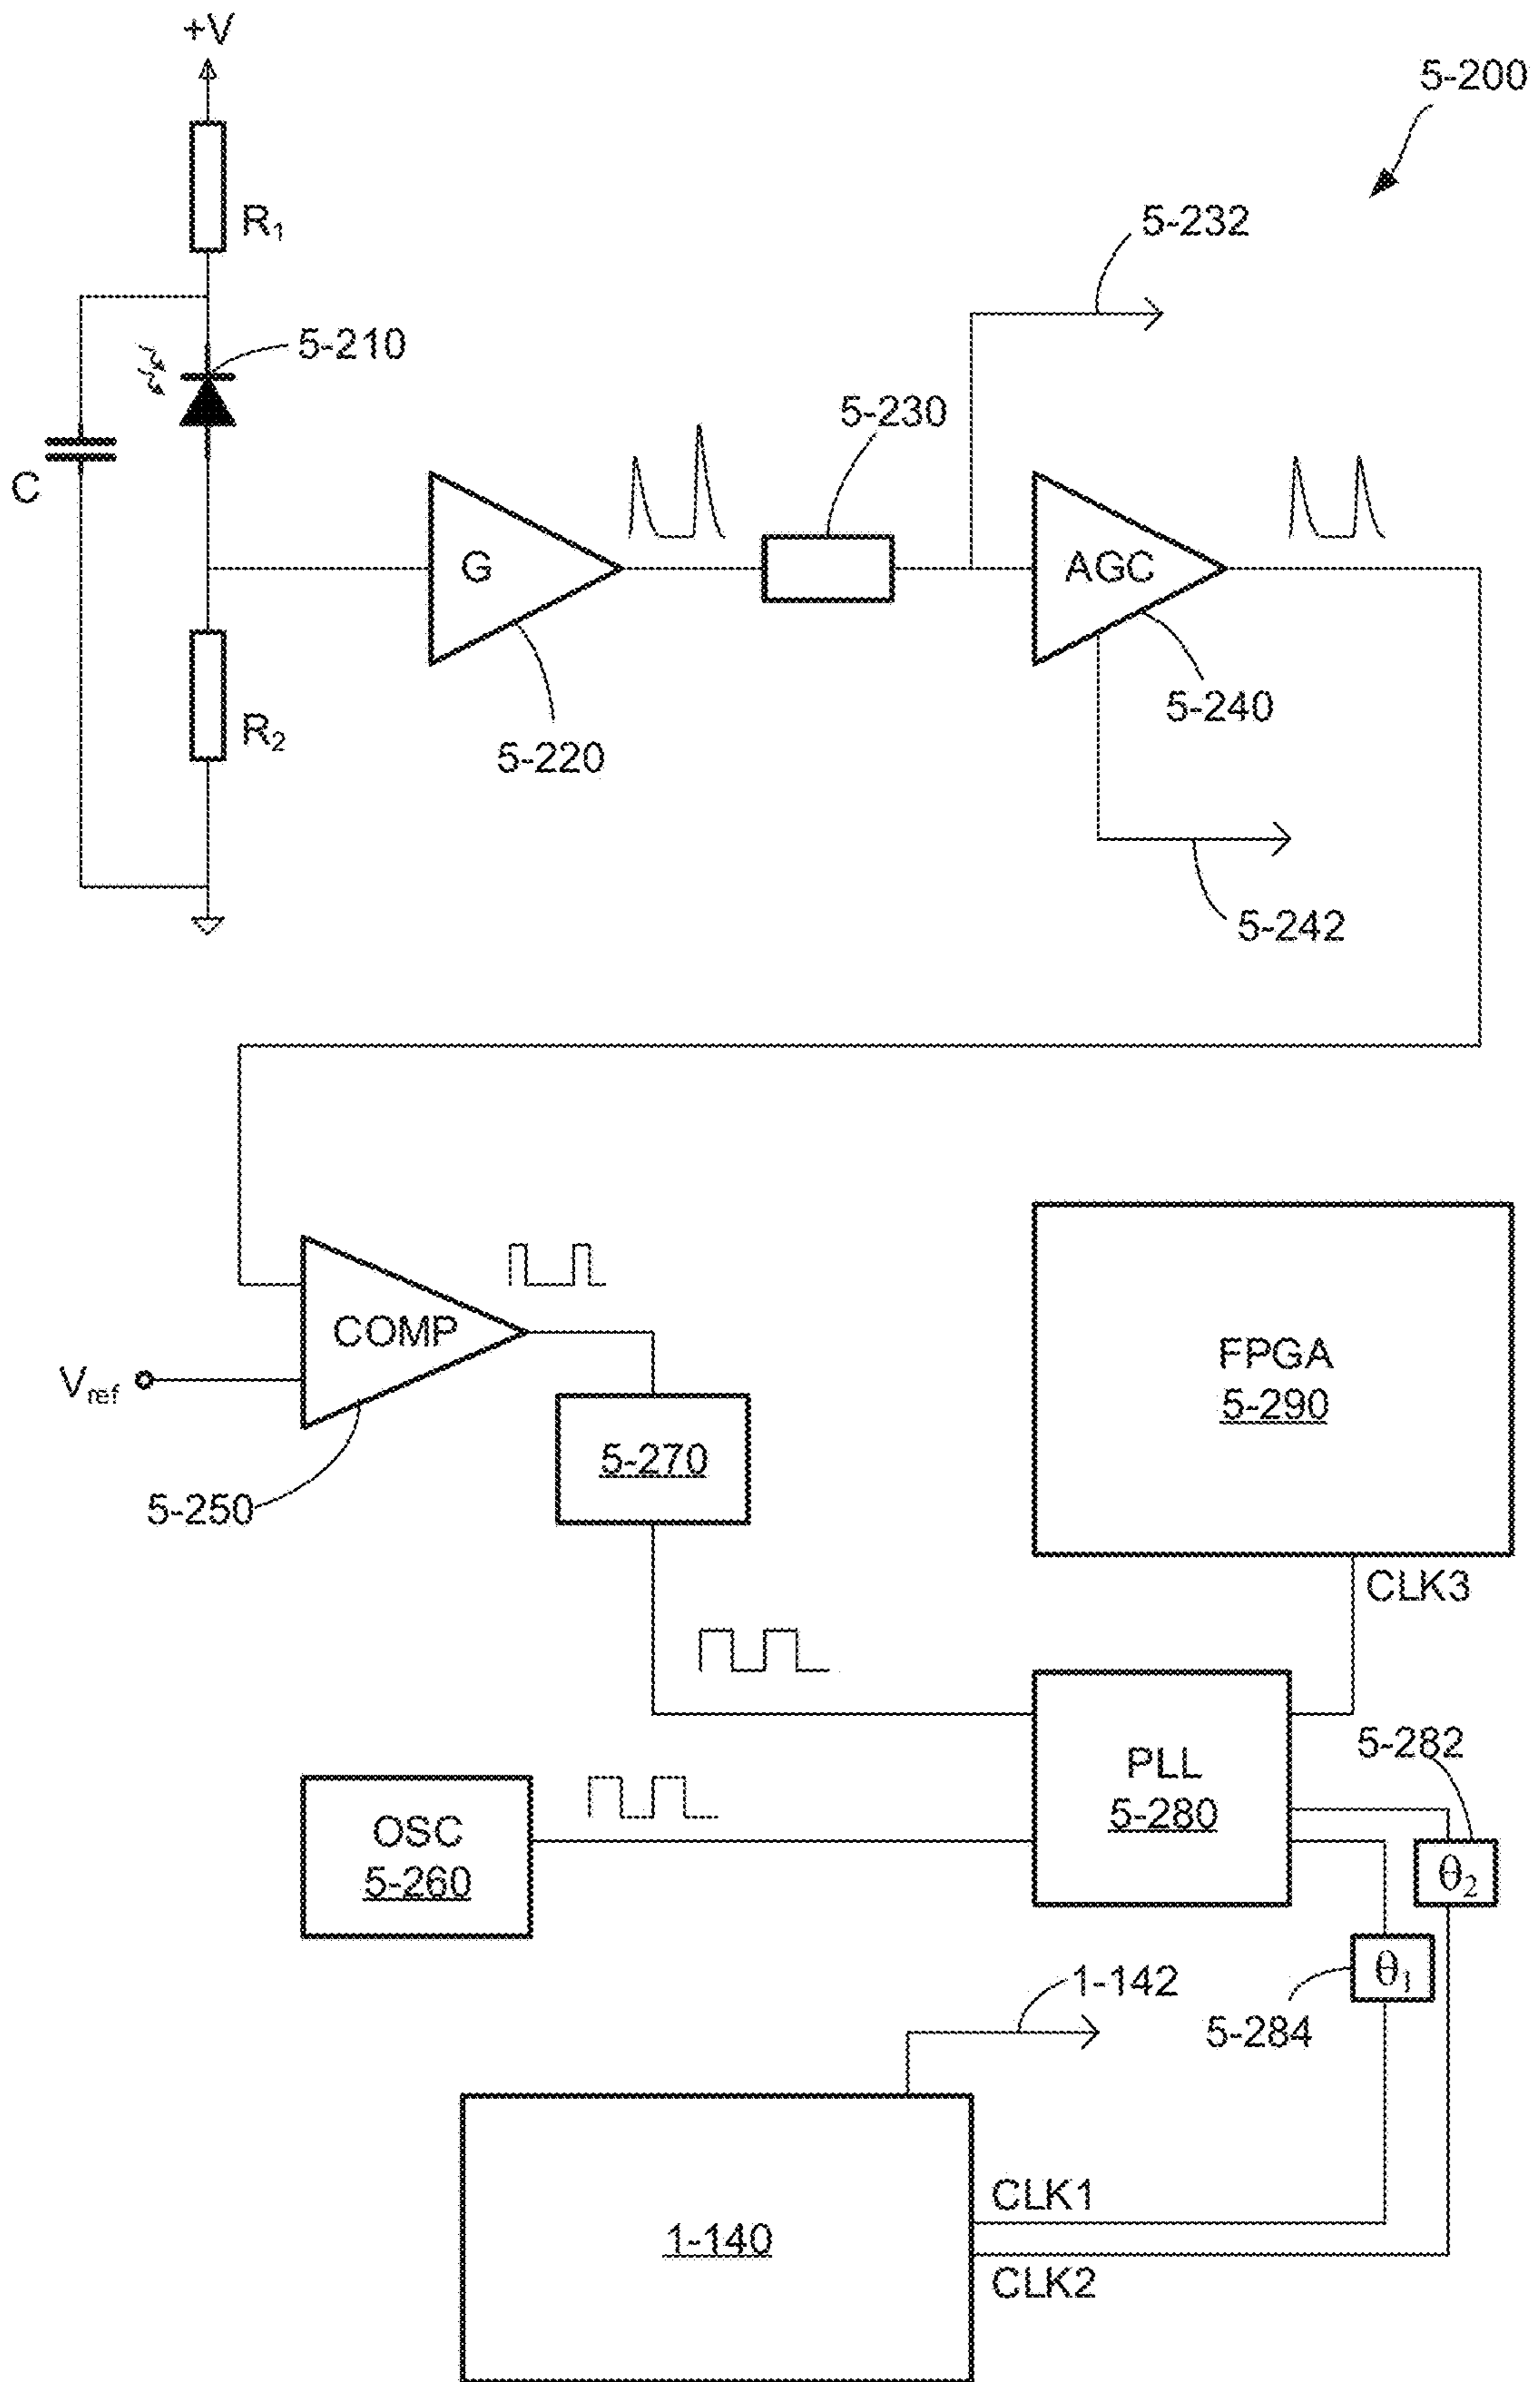 +V
5-200
R1
5-232
5-210
5-230
C
G
AGC
5-240
R2
5-220
5-242
COMP
Vref
FPGA
5-290
5-270
5-250
CLK3
5-282
PLL
5-280
OSC
5-260
θ2
θ1
1-142
5-284
CLK1
1-140
CLK2